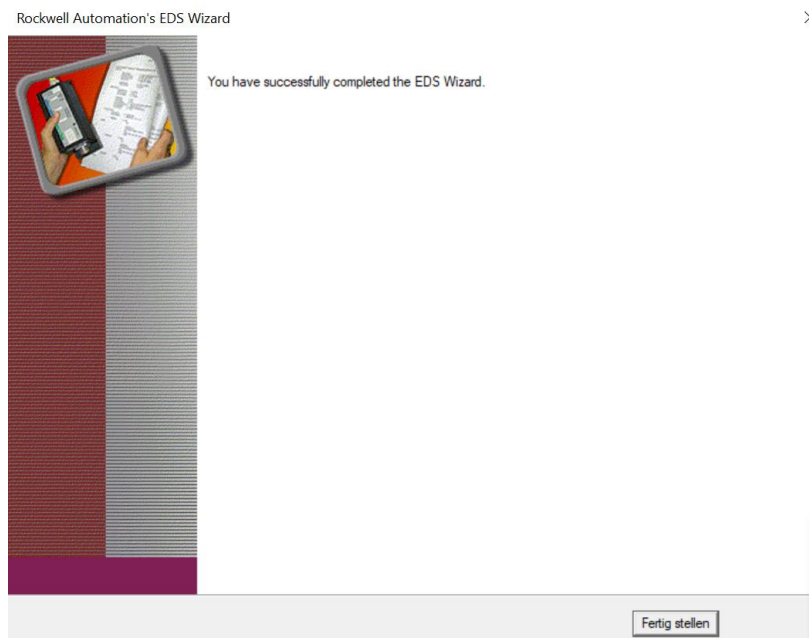 Rockwell Automation's EDS Wizard
You have successfully completed the EDS Wizard.
Fertig stellen